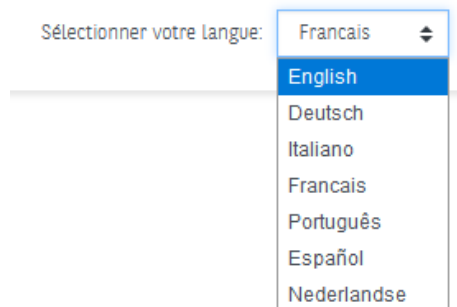 Sélectionner votre langue: Francais
English
Deutsch
Italiano
Francais
Português
Español
Nederlandse